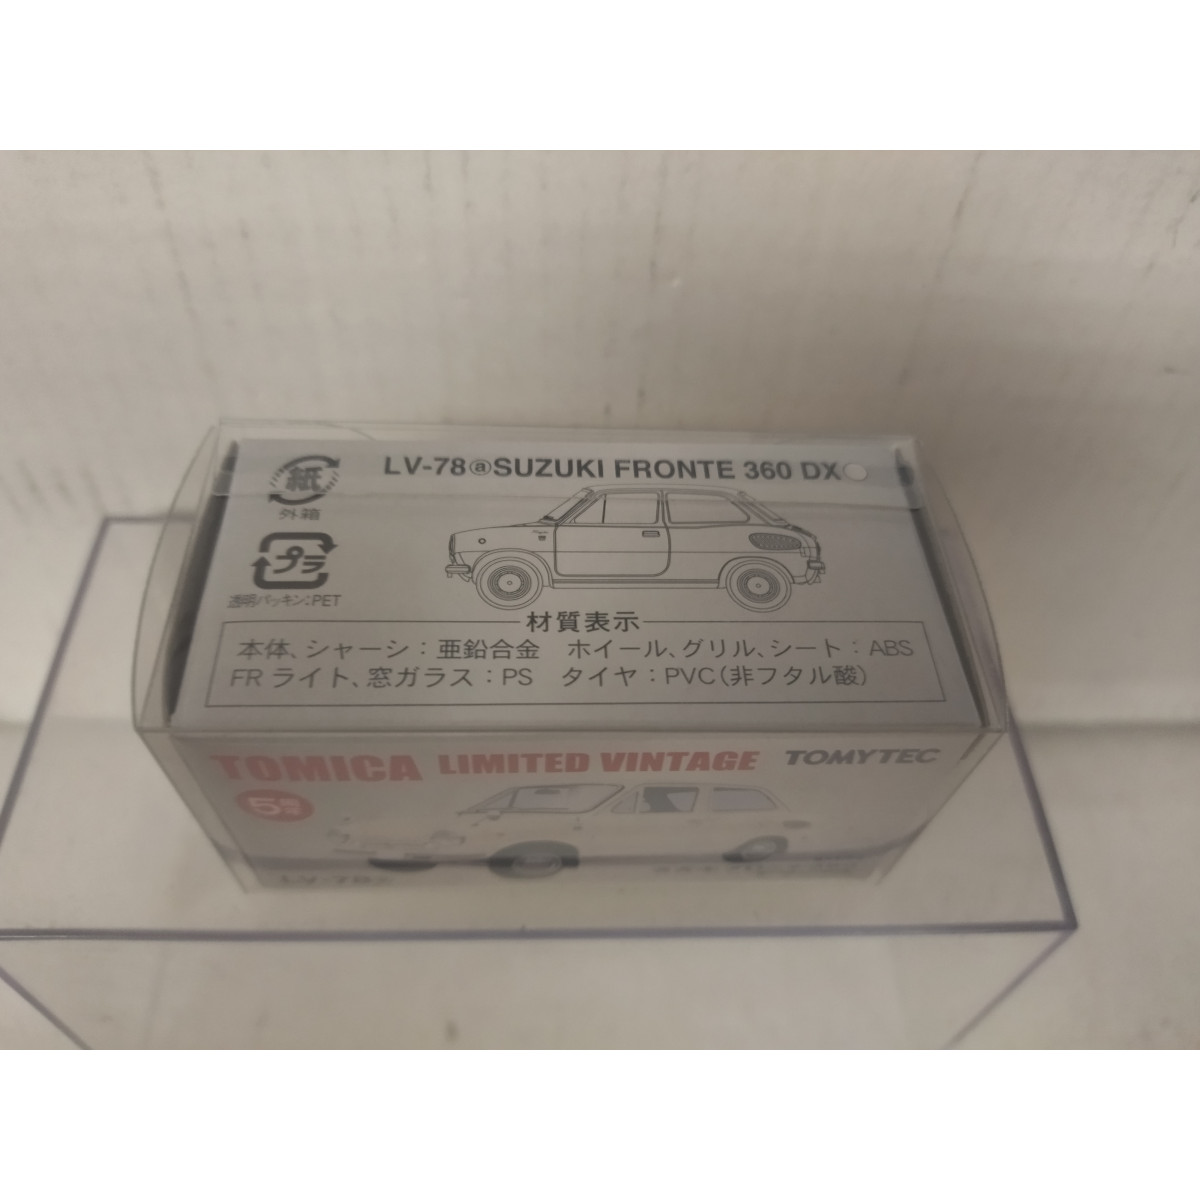 LV-78ⓐSUZUKI FRONTE 360 DX
紙
外箱
プラ
透明パッキン:PET
材質表示
本体、シャーシ：亜鉛合金　ホイール、グリル、シート：ABS
FR ライト、窓ガラス：PS　タイヤ：PVC(非フタル酸)
TOMICA LIMITED VINTAGE TOMYTEC
5
LV-78